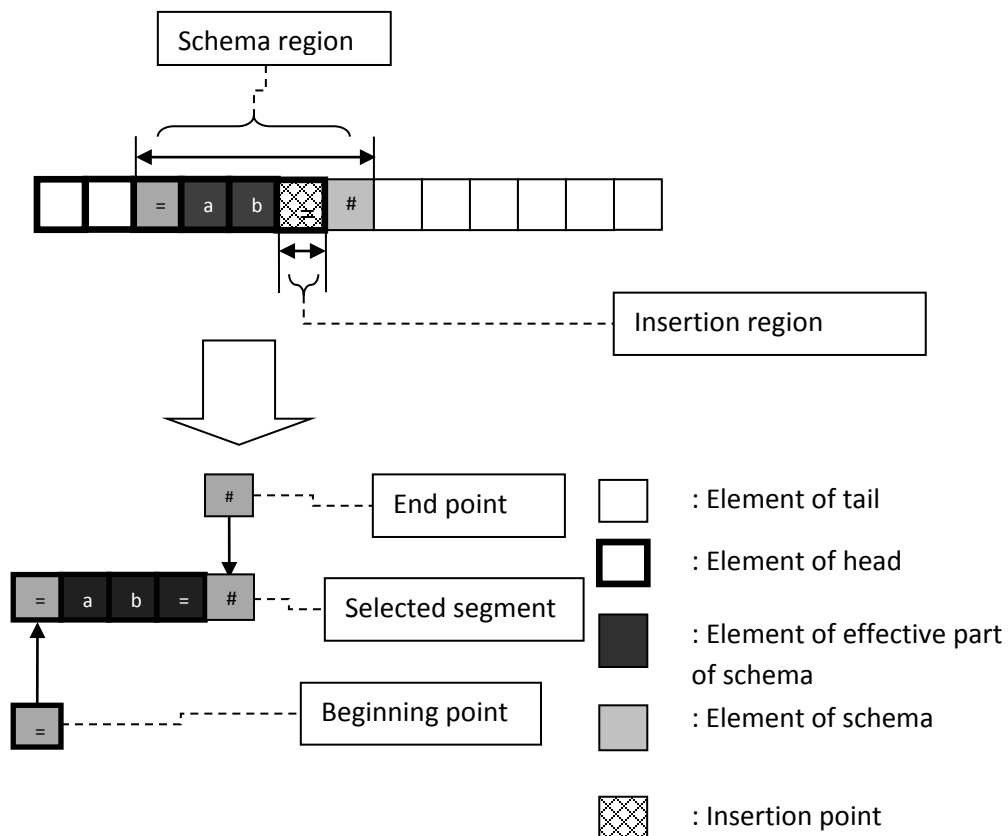 Schema region
= a b = #
Insertion region
#
End point
: Element of tail
: Element of head
= a b = #
Selected segment
: Element of effective part
of schema
=
Beginning point
: Element of schema
: Insertion point